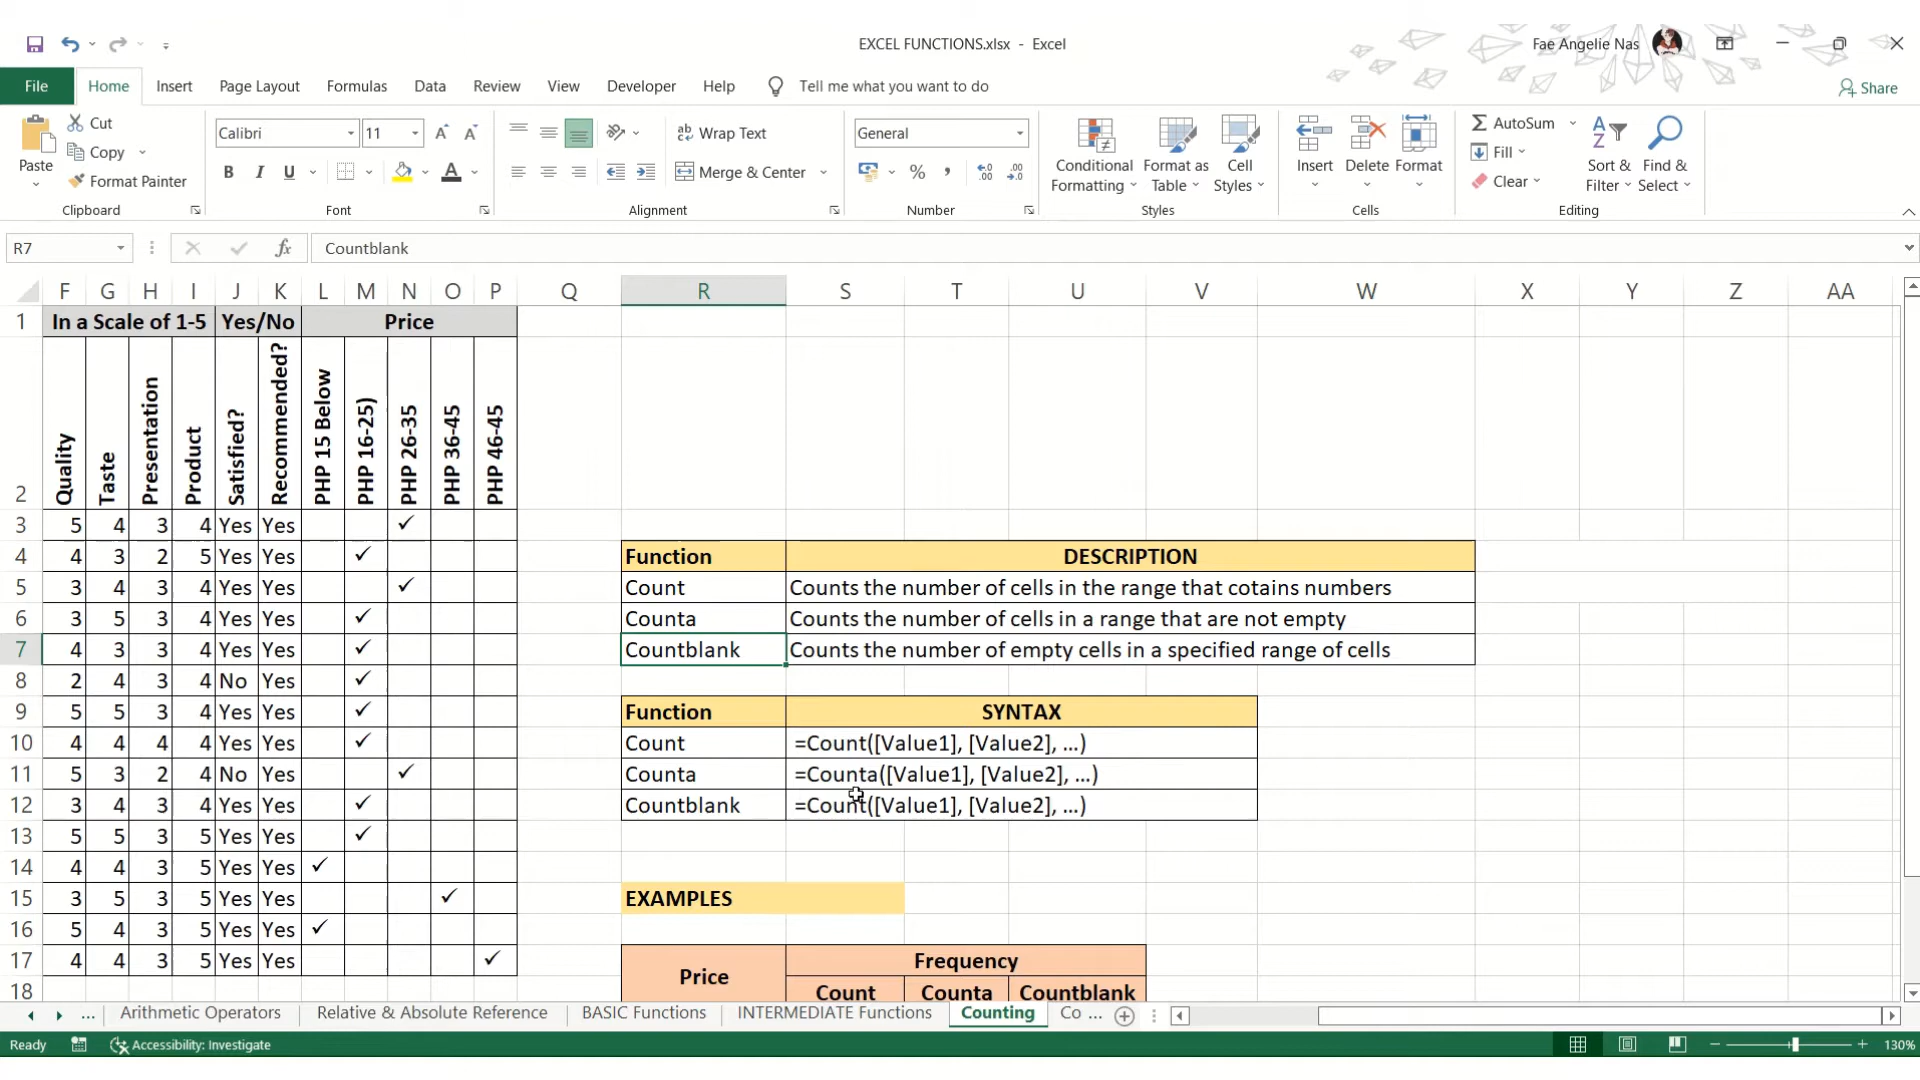 EXCEL FUNCTIONS.xlsx - Excel
Fae Angelie Nas
File Home Insert Page Layout Formulas Data Review View Developer Help Tell me what you want to do
Share
Paste
Cut
Copy
Format Painter
Clipboard
Calibri 11
B I U
Font
Wrap Text
Merge & Center
Alignment
General
Number
Conditional Formatting
Format as Table
Cell Styles
Styles
Insert Delete Format
Cells
AutoSum
Fill
Clear
Sort & Filter
Find & Select
Editing
R7 fx Countblank
F G H I J K L M N O P Q R S T U V W X Y Z AA
1 In a Scale of 1-5 Yes/No Price
2 Quality Taste Presentation Product Satisfied? Recommended? PHP 15 Below PHP 16-25) PHP 26-35 PHP 36-45 PHP 46-45
3 5 4 3 4 Yes Yes ✓
4 4 3 2 5 Yes Yes ✓ Function DESCRIPTION
5 3 4 3 4 Yes Yes ✓ Count Counts the number of cells in the range that cotains numbers
6 3 5 3 4 Yes Yes ✓ Counta Counts the number of cells in a range that are not empty
7 4 3 3 4 Yes Yes ✓ Countblank Counts the number of empty cells in a specified range of cells
8 2 4 3 4 No Yes ✓
9 5 5 3 4 Yes Yes ✓ Function SYNTAX
10 4 4 4 4 Yes Yes ✓ Count =Count([Value1], [Value2], ...)
11 5 3 2 4 No Yes ✓ Counta =Counta([Value1], [Value2], ...)
12 3 4 3 4 Yes Yes ✓ Countblank =Count([Value1], [Value2], ...)
13 5 5 3 5 Yes Yes ✓
14 4 4 3 5 Yes Yes ✓
15 3 5 3 5 Yes Yes ✓ EXAMPLES
16 5 4 3 5 Yes Yes ✓
17 4 4 3 5 Yes Yes ✓ Price Frequency
18 Count Counta Countblank
... Arithmetic Operators Relative & Absolute Reference BASIC Functions INTERMEDIATE Functions Counting Co ...
Ready Accessibility: Investigate 130%